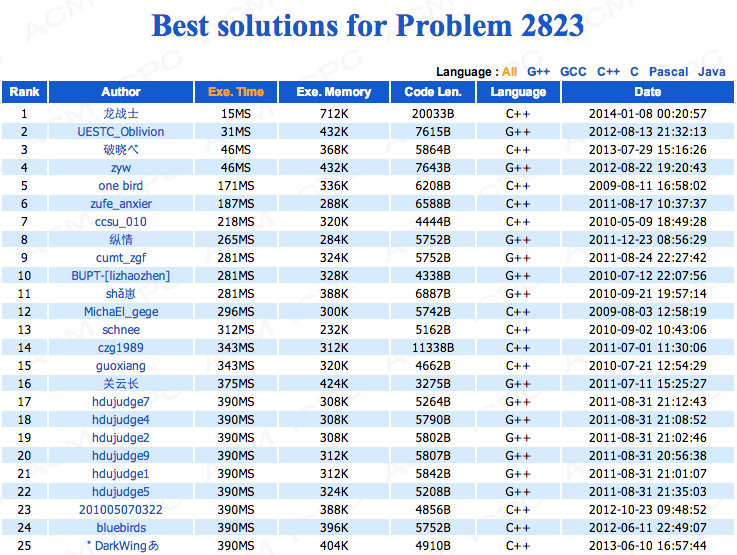 Best solutions for Problem 2823
Language : All G++ GCC C++ C Pascal Java
Rank Author Exe. Time Exe. Memory Code Len. Language Date
1 龙战士 15MS 712K 20033B C++ 2014-01-08 00:20:57
2 UESTC_Oblivion 31MS 432K 7615B G++ 2012-08-13 21:32:13
3 破晓べ 46MS 368K 5864B C++ 2013-07-29 15:16:26
4 zyw 46MS 432K 7643B G++ 2012-08-22 19:20:43
5 one bird 171MS 336K 6208B C++ 2009-08-11 16:58:02
6 zufe_anxier 187MS 288K 6588B C++ 2011-08-17 10:37:37
7 ccsu_010 218MS 320K 4444B C++ 2010-05-09 18:49:28
8 纵情 265MS 284K 5752B G++ 2011-12-23 08:56:29
9 cumt_zgf 281MS 324K 5752B G++ 2011-08-24 22:27:42
10 BUPT-[lizhaozhen] 281MS 328K 4338B G++ 2010-07-12 22:07:56
11 shǎ崽 281MS 388K 6887B G++ 2010-09-21 19:57:14
12 MichaEl_gege 296MS 300K 5742B C++ 2009-08-03 12:58:19
13 schnee 312MS 232K 5162B C++ 2010-09-02 10:43:06
14 czg1989 343MS 312K 11338B C++ 2011-07-01 11:30:06
15 guoxiang 343MS 320K 4662B C++ 2010-07-21 12:54:29
16 关云长 375MS 424K 3275B G++ 2011-07-11 15:25:27
17 hdujudge7 390MS 308K 5264B G++ 2011-08-31 21:12:43
18 hdujudge4 390MS 308K 5790B G++ 2011-08-31 21:08:52
19 hdujudge2 390MS 308K 5802B G++ 2011-08-31 21:02:46
20 hdujudge9 390MS 312K 5807B G++ 2011-08-31 20:56:38
21 hdujudge1 390MS 312K 5842B G++ 2011-08-31 21:01:07
22 hdujudge5 390MS 324K 5208B G++ 2011-08-31 21:35:03
23 201005070322 390MS 388K 4856B C++ 2012-10-23 09:48:52
24 bluebirds 390MS 396K 5752B C++ 2012-06-11 22:49:07
25 * DarkWingあ 390MS 404K 4910B C++ 2013-06-10 16:57:44